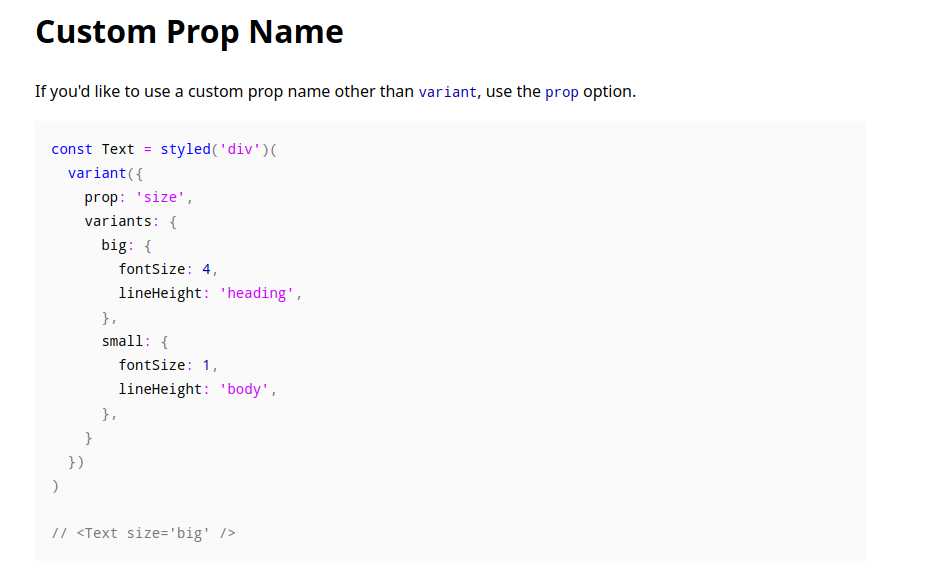 Custom Prop Name
If you'd like to use a custom prop name other than variant, use the prop option.
const Text = styled('div')(
  variant({
    prop: 'size',
    variants: {
      big: {
        fontSize: 4,
        lineHeight: 'heading',
      },
      small: {
        fontSize: 1,
        lineHeight: 'body',
      },
    }
  })
)
// <Text size='big' />